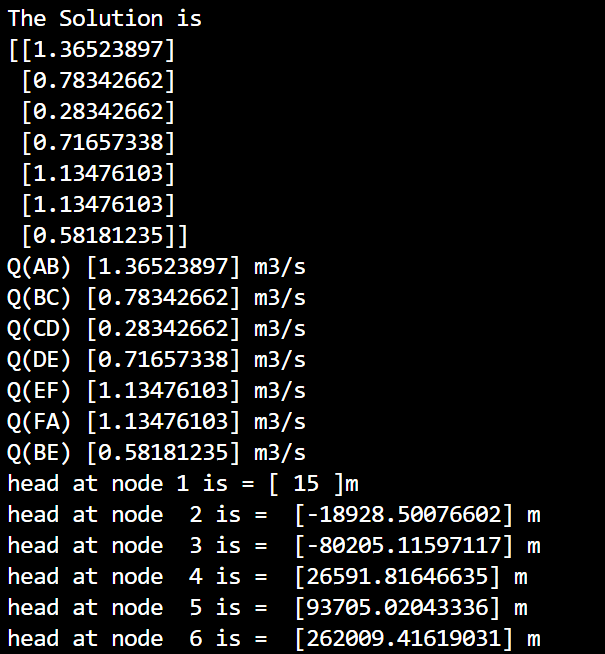 The Solution is
[[1.36523897]
 [0.78342662]
 [0.28342662]
 [0.71657338]
 [1.13476103]
 [1.13476103]
 [0.58181235]]
Q(AB) [1.36523897] m3/s
Q(BC) [0.78342662] m3/s
Q(CD) [0.28342662] m3/s
Q(DE) [0.71657338] m3/s
Q(EF) [1.13476103] m3/s
Q(FA) [1.13476103] m3/s
Q(BE) [0.58181235] m3/s
head at node 1 is = [ 15 ]m
head at node  2 is =  [-18928.50076602] m
head at node  3 is =  [-80205.11597117] m
head at node  4 is =  [26591.81646635] m
head at node  5 is =  [93705.02043336] m
head at node  6 is =  [262009.41619031] m